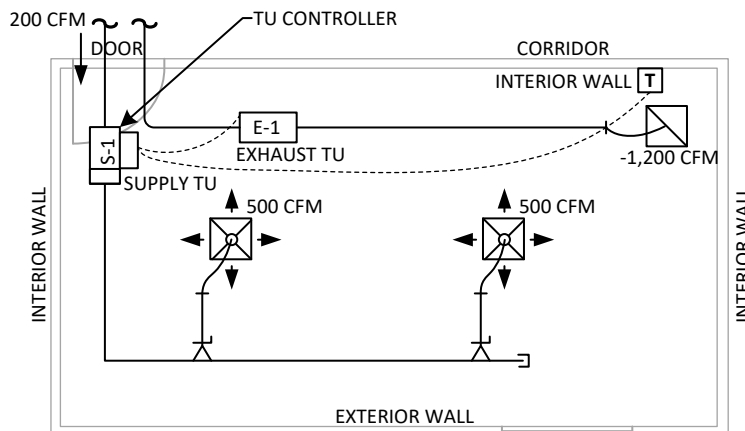 200 CFM
TU CONTROLLER
DOOR
CORRIDOR
INTERIOR WALL
T
E-1
S-1
EXHAUST TU
-1,200 CFM
SUPPLY TU
500 CFM
500 CFM
INTERIOR WALL
INTERIOR WALL
EXTERIOR WALL